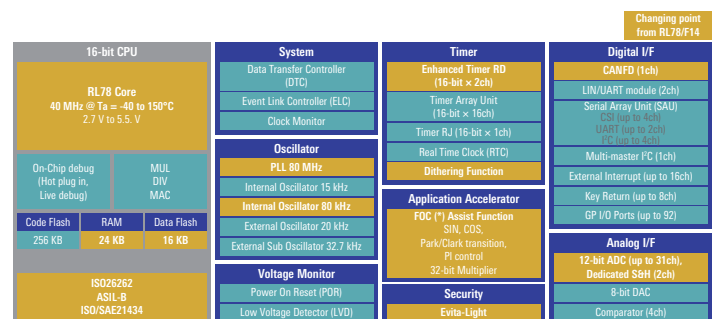 Changing point
from RL78/F14
16-bit CPU
RL78 Core
40 MHz @ Ta = -40 to 150°C
2.7 V to 5.5. V
On-Chip debug
(Hot plug in,
Live debug)
MUL
DIV
MAC
Code Flash
RAM
Data Flash
256 KB
24 KB
16 KB
ISO26262
ASIL-B
ISO/SAE21434
System
Data Transfer Controller
(DTC)
Event Link Controller (ELC)
Clock Monitor
Oscillator
PLL 80 MHz
Internal Oscillator 15 kHz
Internal Oscillator 80 kHz
External Oscillator 20 kHz
External Sub Oscillator 32.7 kHz
Voltage Monitor
Power On Reset (POR)
Low Voltage Detector (LVD)
Timer
Enhanced Timer RD
(16-bit × 2ch)
Timer Array Unit
(16-bit × 16ch)
Timer RJ (16-bit × 1ch)
Real Time Clock (RTC)
Dithering Function
Application Accelerator
FOC (*) Assist Function
SIN, COS,
Park/Clark transition,
PI control
32-bit Multiplier
Security
Evita-Light
Digital I/F
CANFD (1ch)
LIN/UART module (2ch)
Serial Array Unit (SAU)
CSI (up to 4ch)
UART (up to 2ch)
I²C (up to 4ch)
Multi-master I²C (1ch)
External Interrupt (up to 16ch)
Key Return (up to 8ch)
GP I/O Ports (up to 92)
Analog I/F
12-bit ADC (up to 31ch),
Dedicated S&H (2ch)
8-bit DAC
Comparator (4ch)